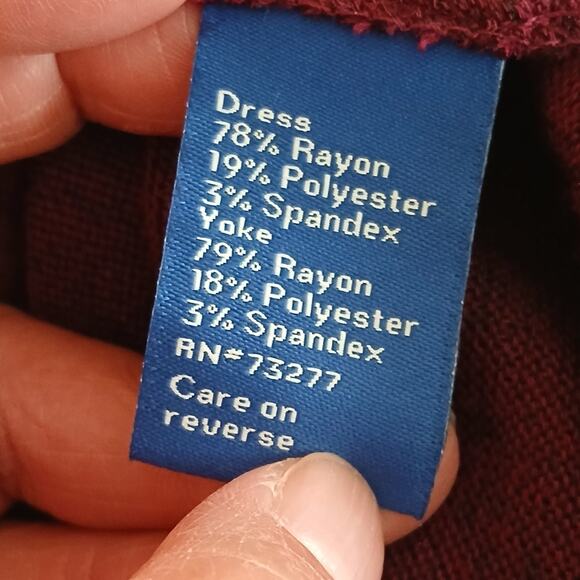 Dress
78% Rayon
19% Polyester
3% Spandex
Yoke
79% Rayon
18% Polyester
3% Spandex
RN#73277
Care on
reverse